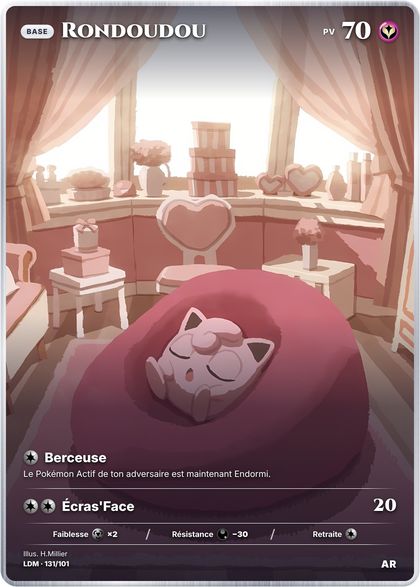 BASE RONDOUDOU PV 70
Berceuse
Le Pokémon Actif de ton adversaire est maintenant Endormi.
Écras'Face 20
Faiblesse ×2 / Résistance −30 / Retraite
Illus. H.Millier
LDM · 131/101
AR